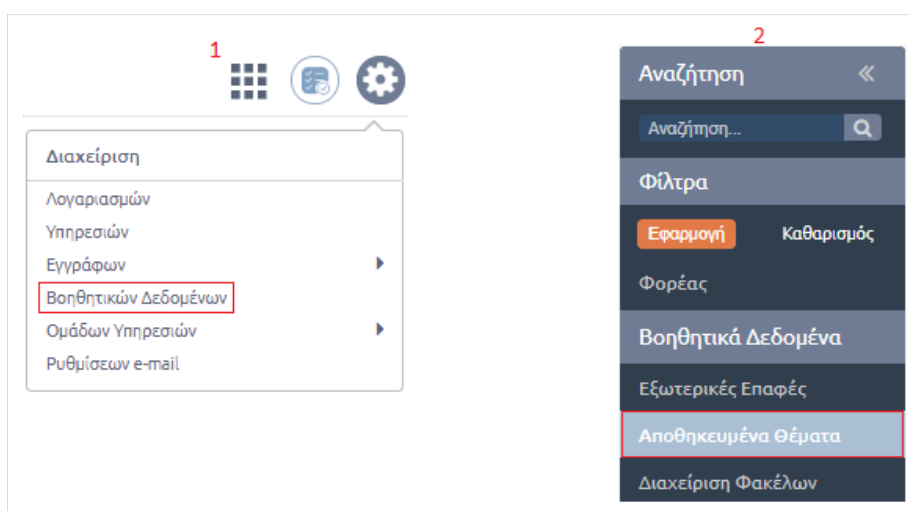 1
Διαχείριση
Λογαριασμών
Υπηρεσιών
Εγγράφων
Βοηθητικών Δεδομένων
Ομάδων Υπηρεσιών
Ρυθμίσεων e-mail
2
Αναζήτηση
Αναζήτηση...
Φίλτρα
Εφαρμογή Καθαρισμός
Φορέας
Βοηθητικά Δεδομένα
Εξωτερικές Επαφές
Αποθηκευμένα Θέματα
Διαχείριση Φακέλων